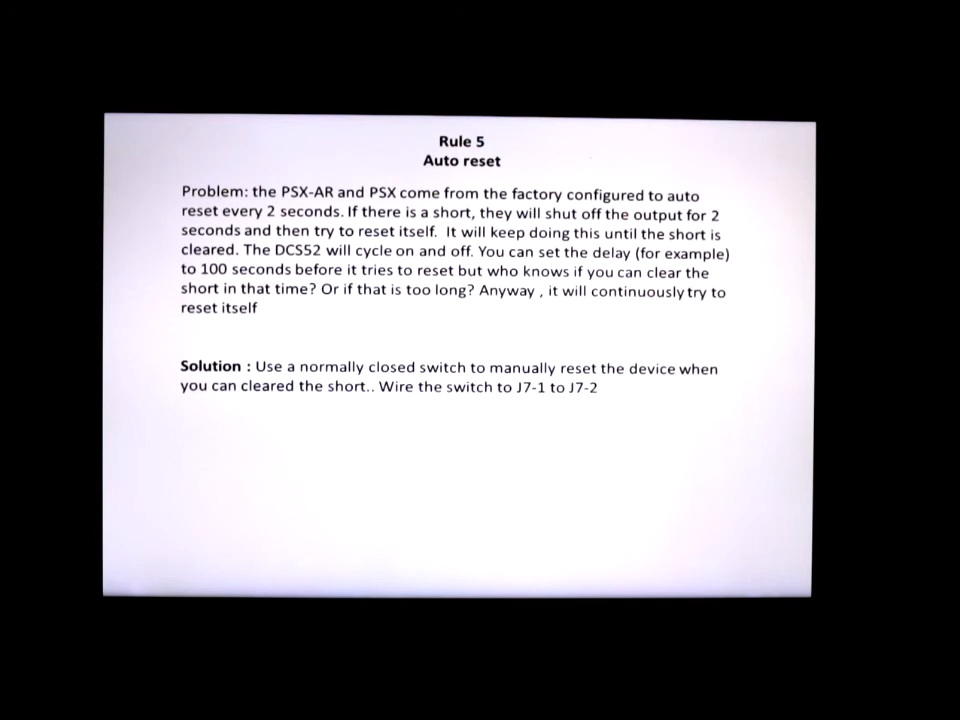 Rule 5
Auto reset
Problem: the PSX-AR and PSX come from the factory configured to auto
reset every 2 seconds. If there is a short, they will shut off the output for 2
seconds and then try to reset itself. It will keep doing this until the short is
cleared. The DCS52 will cycle on and off. You can set the delay (for example)
to 100 seconds before it tries to reset but who knows if you can clear the
short in that time? Or if that is too long? Anyway , it will continuously try to
reset itself
Solution : Use a normally closed switch to manually reset the device when
you can cleared the short.. Wire the switch to J7-1 to J7-2